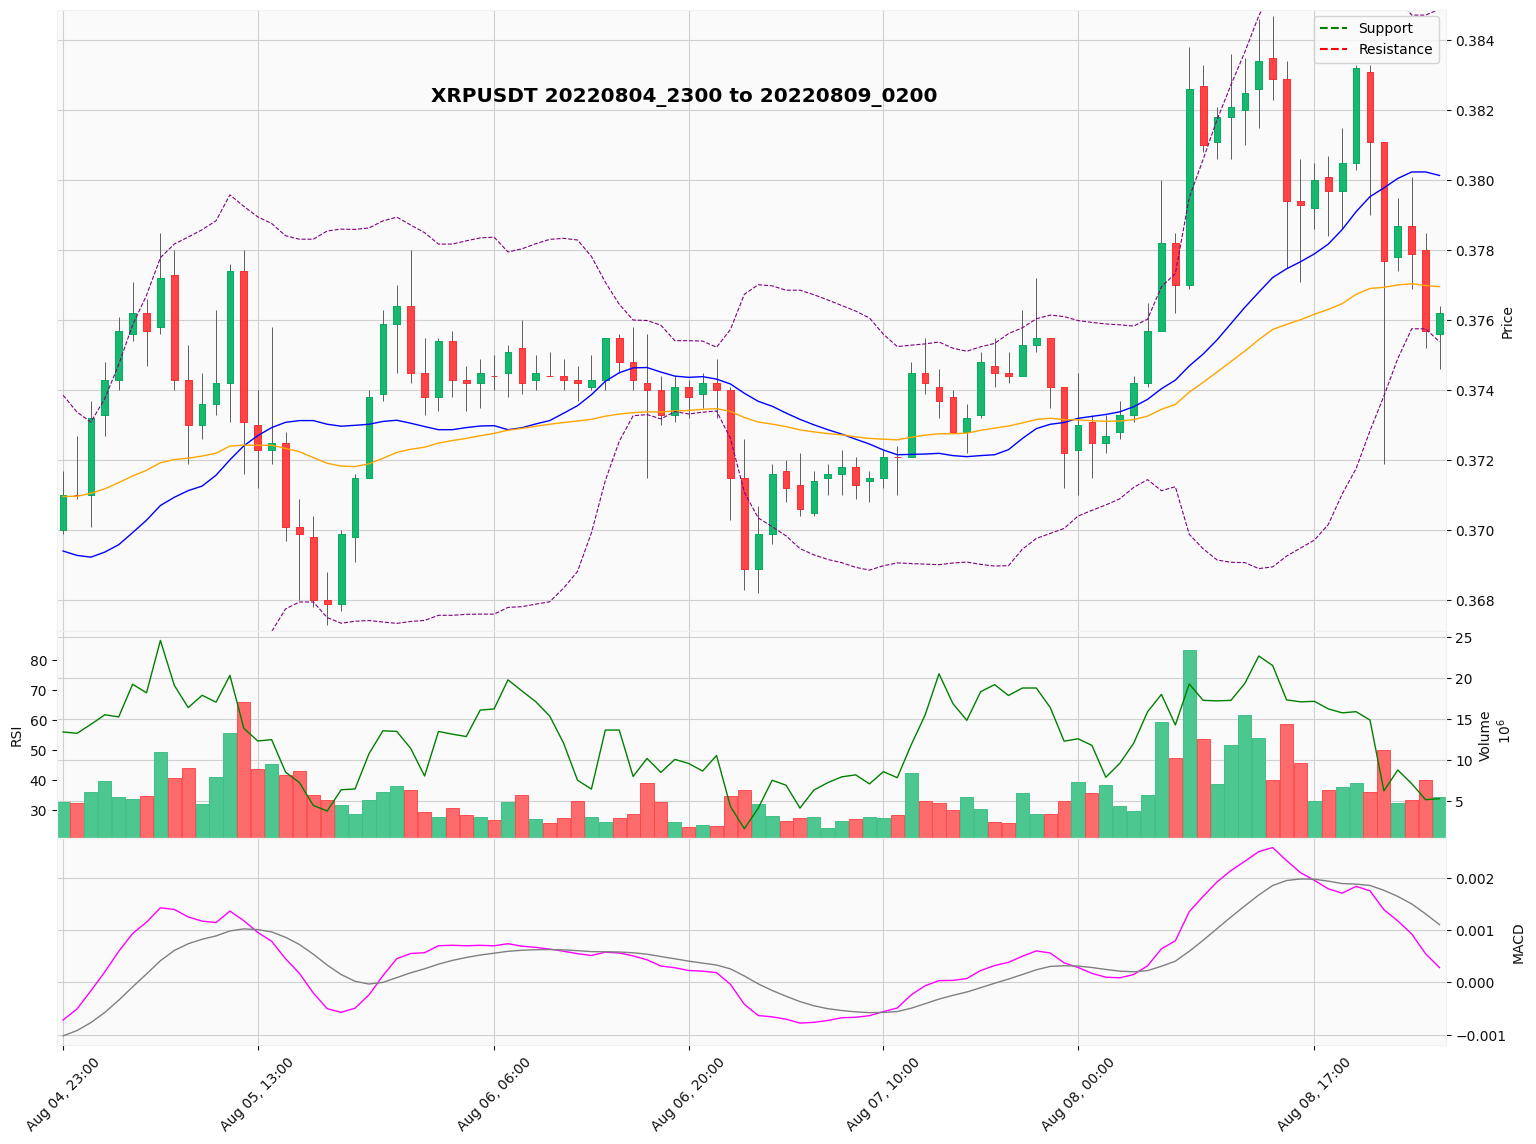 XRPUSDT 20220804_2300 to 20220809_0200
Support
Resistance
0.384
0.382
0.380
0.378
0.376
0.374
0.372
0.370
0.368
Price
80
70
60
50
40
30
RSI
25
20
15
10
5
Volume
10⁶
0.002
0.001
0.000
−0.001
MACD
Aug 04, 23:00
Aug 05, 13:00
Aug 06, 06:00
Aug 06, 20:00
Aug 07, 10:00
Aug 08, 00:00
Aug 08, 17:00